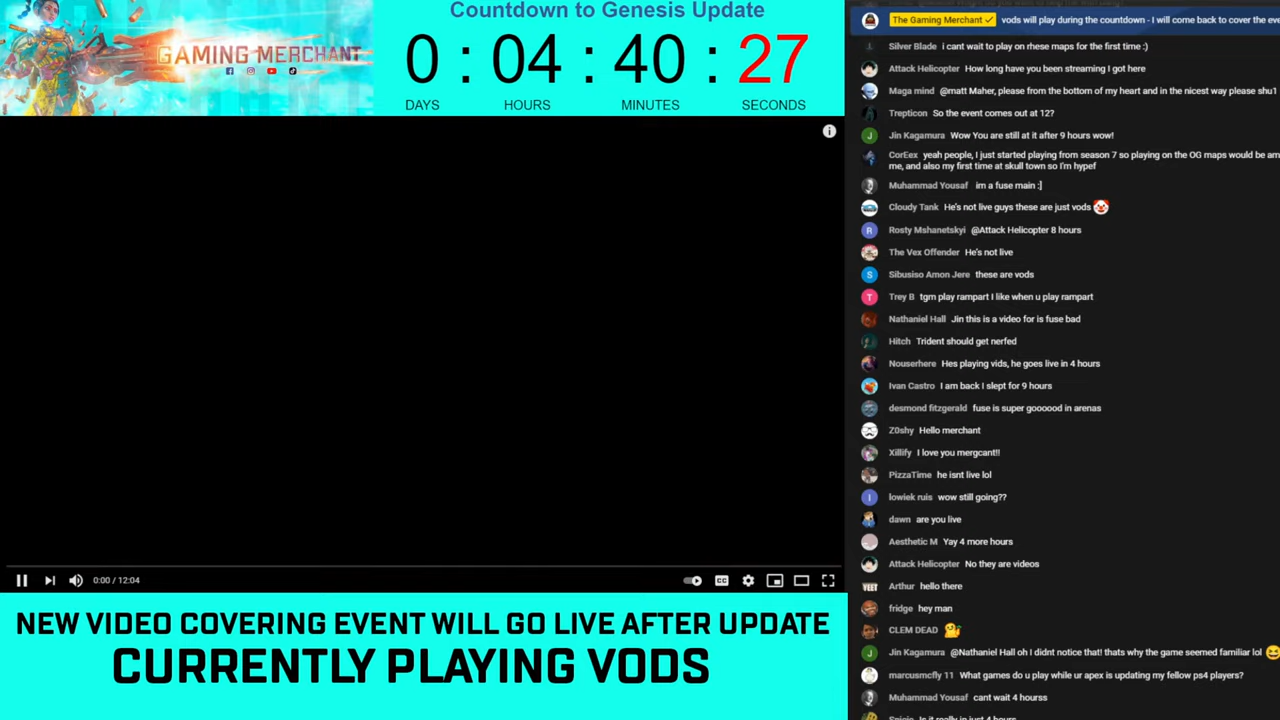 Countdown to Genesis Update
GAMING MERCHANT
0 : 04 : 40 : 27
DAYS HOURS MINUTES SECONDS
0:00 / 12:04
CC
NEW VIDEO COVERING EVENT WILL GO LIVE AFTER UPDATE
CURRENTLY PLAYING VODS
The Gaming Merchant vods will play during the countdown - I will come back to cover the eve
Silver Blade i cant wait to play on rhese maps for the first time :)
Attack Helicopter How long have you been streaming I got here
Maga mind @matt Maher, please from the bottom of my heart and in the nicest way please shu1
Trepticon So the event comes out at 12?
J Jin Kagamura Wow You are still at it after 9 hours wow!
CorEex yeah people, I just started playing from season 7 so playing on the OG maps would be am
me, and also my first time at skull town so I'm hypef
Muhammad Yousaf im a fuse main :]
Cloudy Tank He's not live guys these are just vods 🤡
R Rosty Mshanetskyi @Attack Helicopter 8 hours
The Vex Offender He's not live
S Sibusiso Amon Jere these are vods
T Trey B tgm play rampart I like when u play rampart
Nathaniel Hall Jin this is a video for is fuse bad
Hitch Trident should get nerfed
Nouserhere Hes playing vids, he goes live in 4 hours
Ivan Castro I am back I slept for 9 hours
desmond fitzgerald fuse is super goooood in arenas
Z0shy Hello merchant
Xillify I love you mergcant!!
PizzaTime he isnt live lol
l lowiek ruis wow still going??
dawn are you live
Aesthetic M Yay 4 more hours
Attack Helicopter No they are videos
YEET Arthur hello there
fridge hey man
CLEM DEAD
J Jin Kagamura @Nathaniel Hall oh I didnt notice that! thats why the game seemed familiar lol 😆
marcusmcfly 11 What games do u play while ur apex is updating my fellow ps4 players?
Muhammad Yousaf cant wait 4 hourss